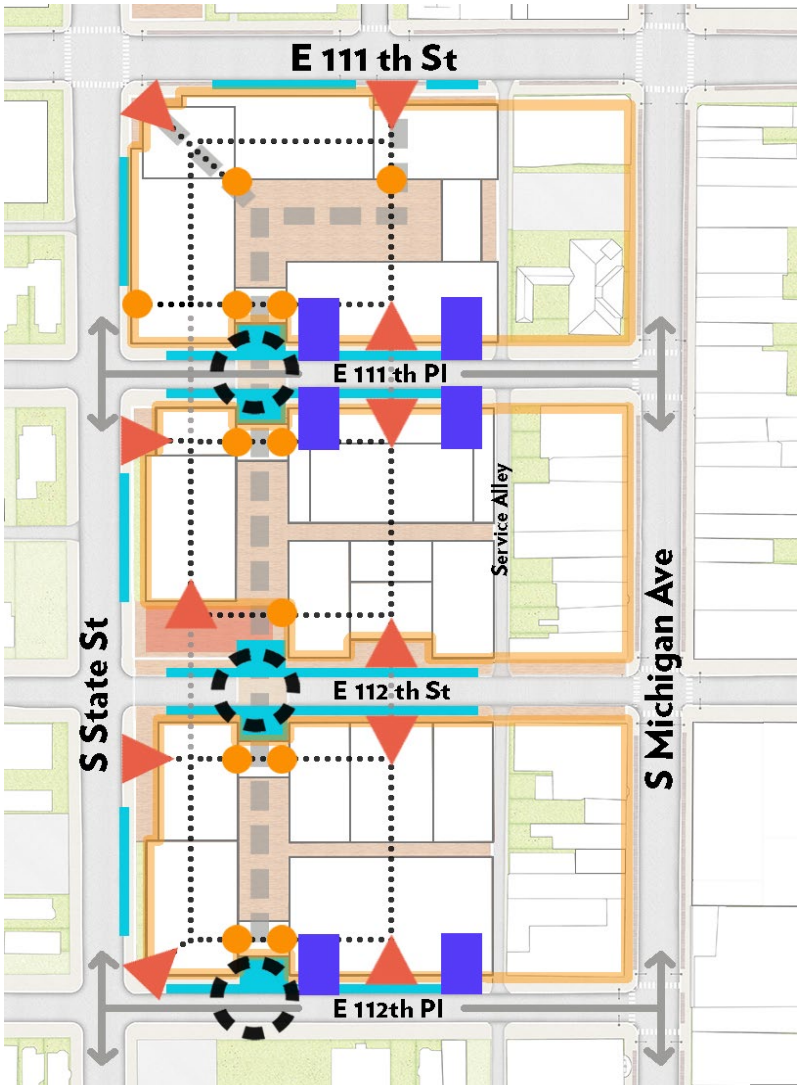 E 111 th St
E 111 th Pl
Service Alley
S State St
S Michigan Ave
E 112 th St
E 112th Pl